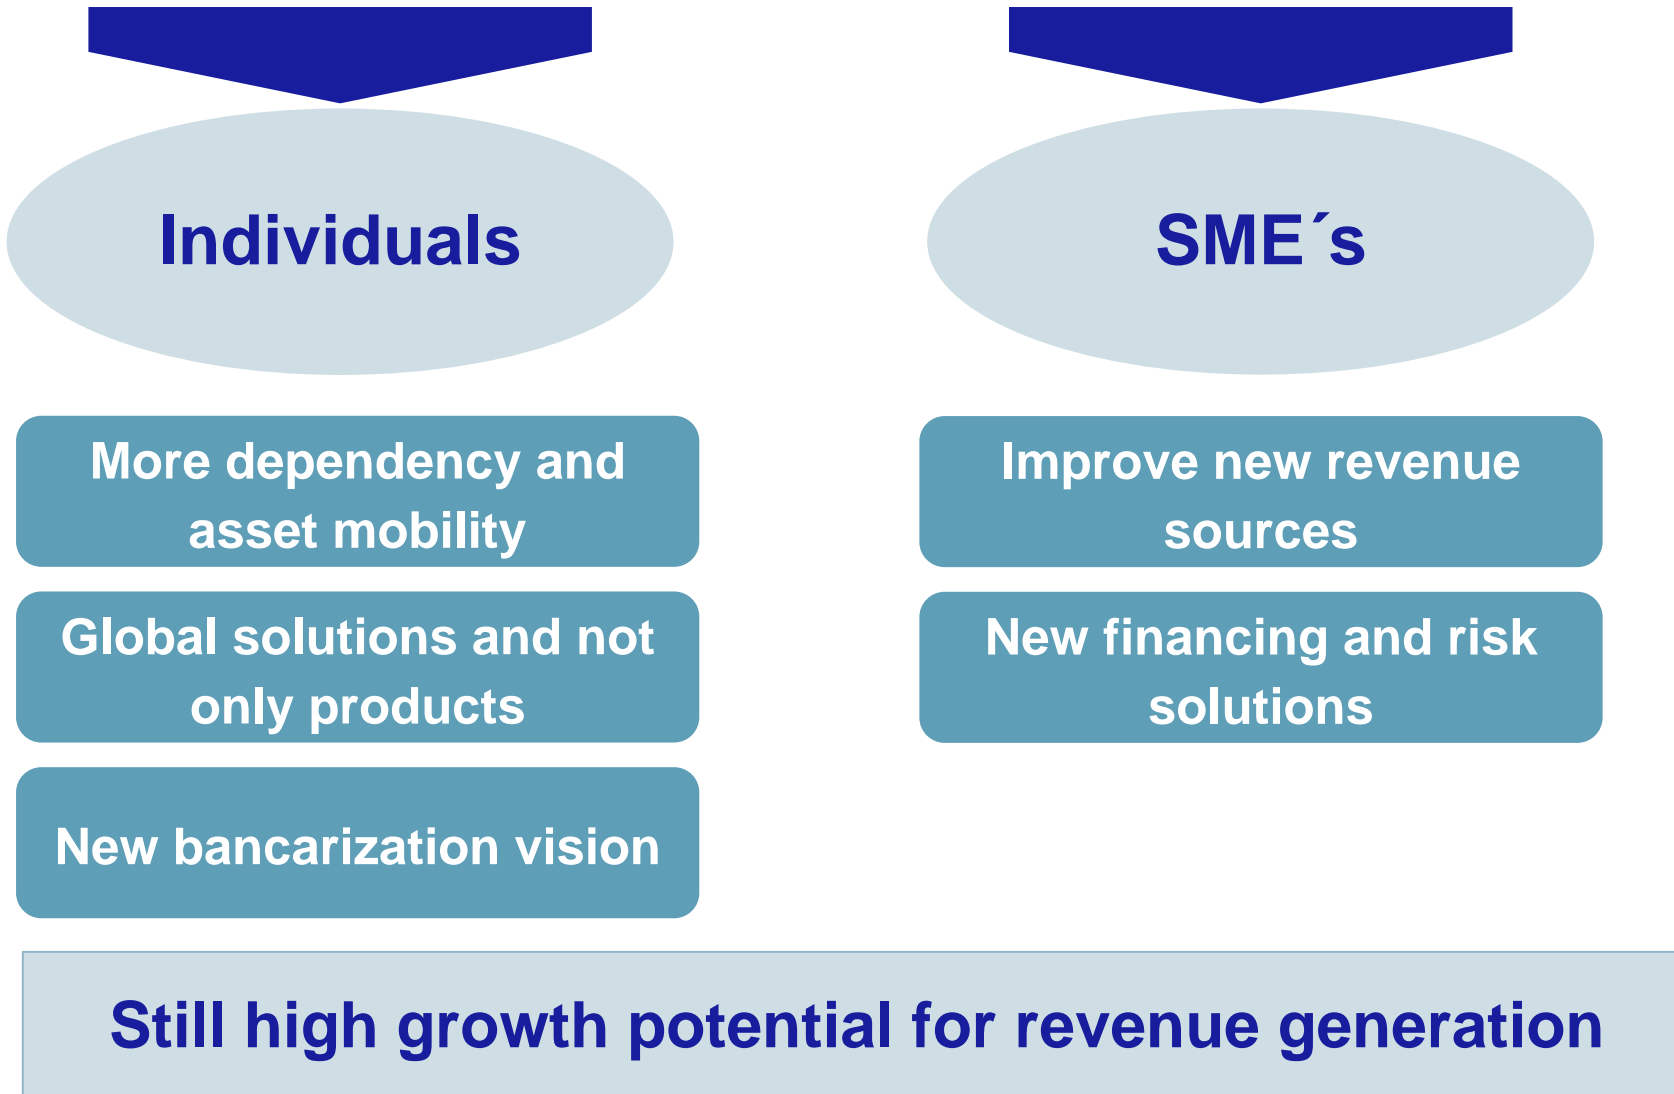 Individuals
More dependency and
asset mobility
Global solutions and not
only products
New bancarization vision
SME´s
Improve new revenue
sources
New financing and risk
solutions
Still high growth potential for revenue generation